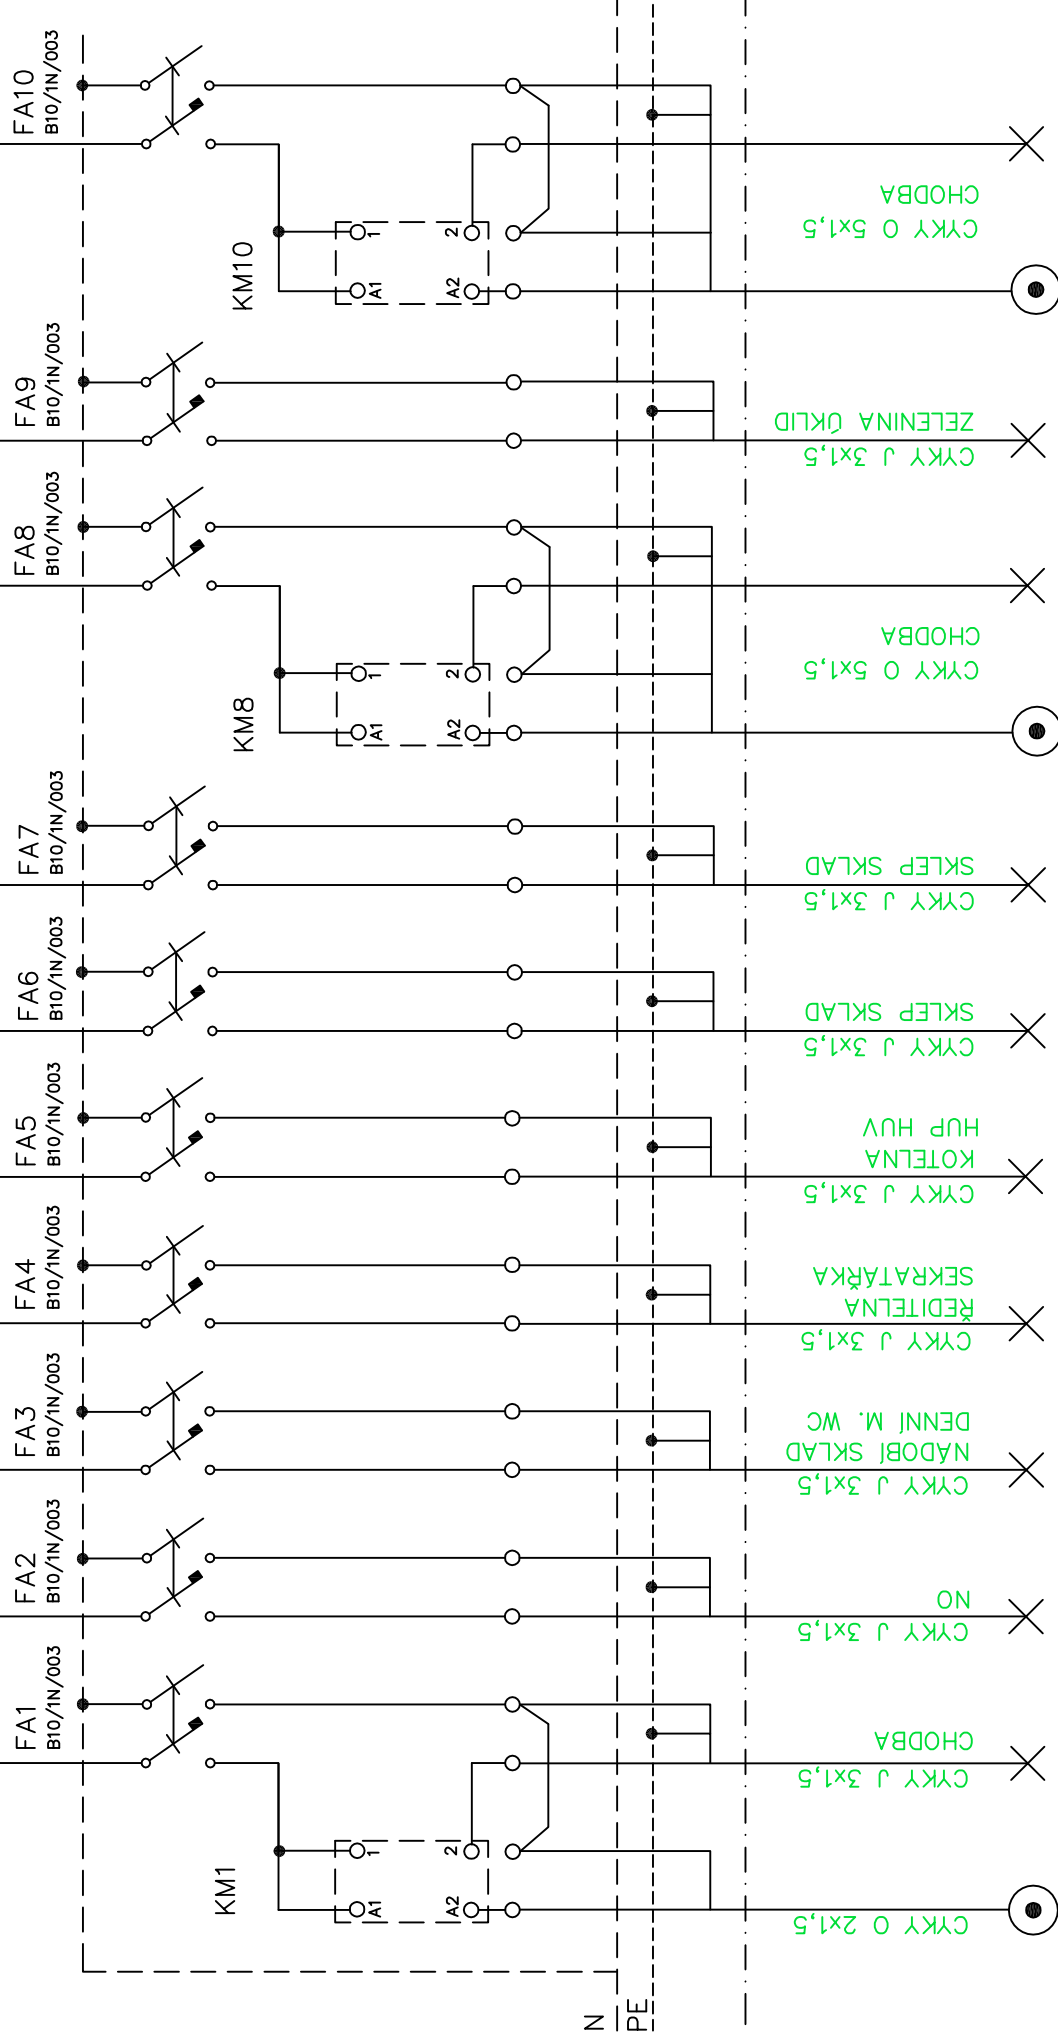 FA1
B10/1N/003
FA2
B10/1N/003
FA3
B10/1N/003
FA4
B10/1N/003
FA5
B10/1N/003
FA6
B10/1N/003
FA7
B10/1N/003
FA8
B10/1N/003
FA9
B10/1N/003
FA10
B10/1N/003
KM1
A1
1
A2
2
KM8
A1
1
A2
2
KM10
A1
1
A2
2
N
PE
CYKY O 2x1,5
CYKY J 3x1,5
CHODBA
CYKY J 3x1,5
NO
CYKY J 3x1,5
NÁDOBÍ SKLAD
DENNÍ M. WC
CYKY J 3x1,5
ŘEDITELNA
SEKRATÁŘKA
CYKY J 3x1,5
KOTELNA
HUP HUV
CYKY J 3x1,5
SKLEP SKLAD
CYKY J 3x1,5
SKLEP SKLAD
CYKY O 5x1,5
CHODBA
CYKY J 3x1,5
ZELENINA ÚKLID
CYKY O 5x1,5
CHODBA